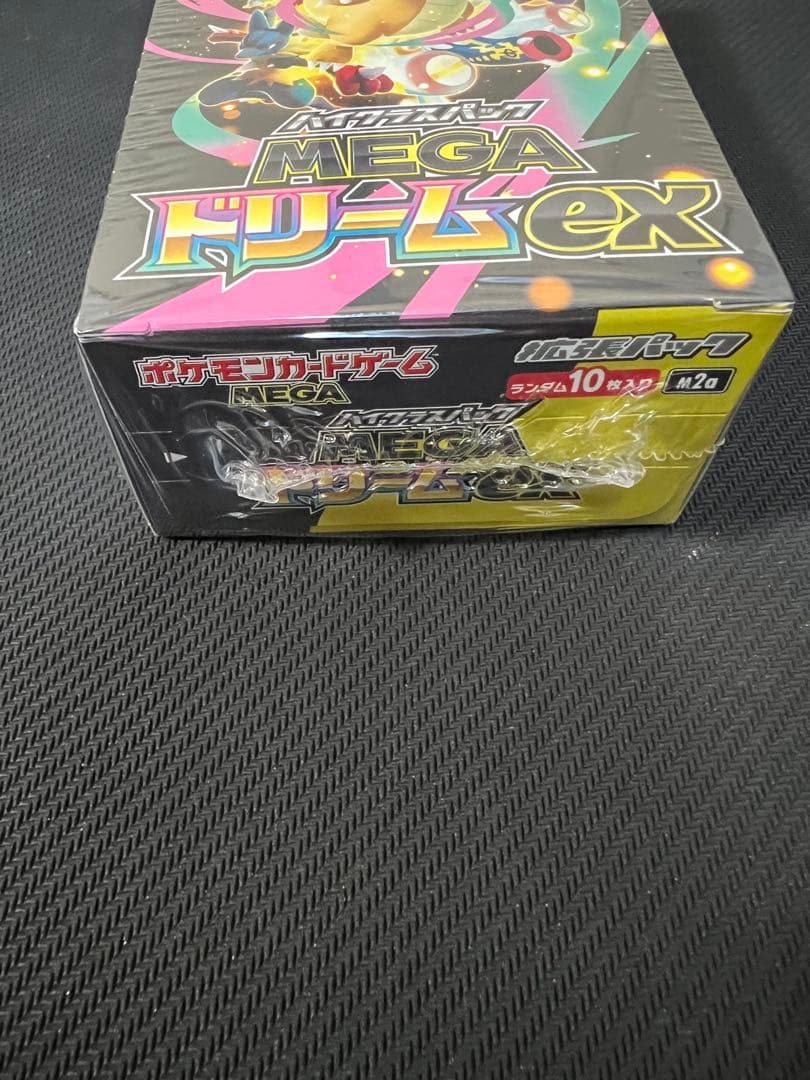 ハイクラスパック
MEGA
ドリームex
ポケモンカードゲーム
MEGA
拡張パック
ランダム10枚入り
M2a
ハイクラスパック
MEGA
ドリームex